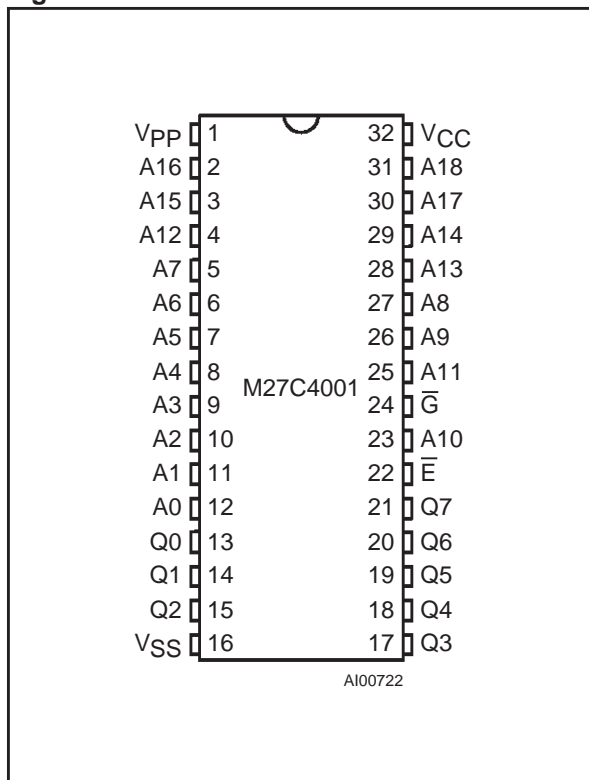 VPP 1 32 VCC
A16 2 31 A18
A15 3 30 A17
A12 4 29 A14
A7 5 28 A13
A6 6 27 A8
A5 7 26 A9
A4 8 25 A11
M27C4001
A3 9 24 G̅
A2 10 23 A10
A1 11 22 E̅
A0 12 21 Q7
Q0 13 20 Q6
Q1 14 19 Q5
Q2 15 18 Q4
VSS 16 17 Q3
AI00722